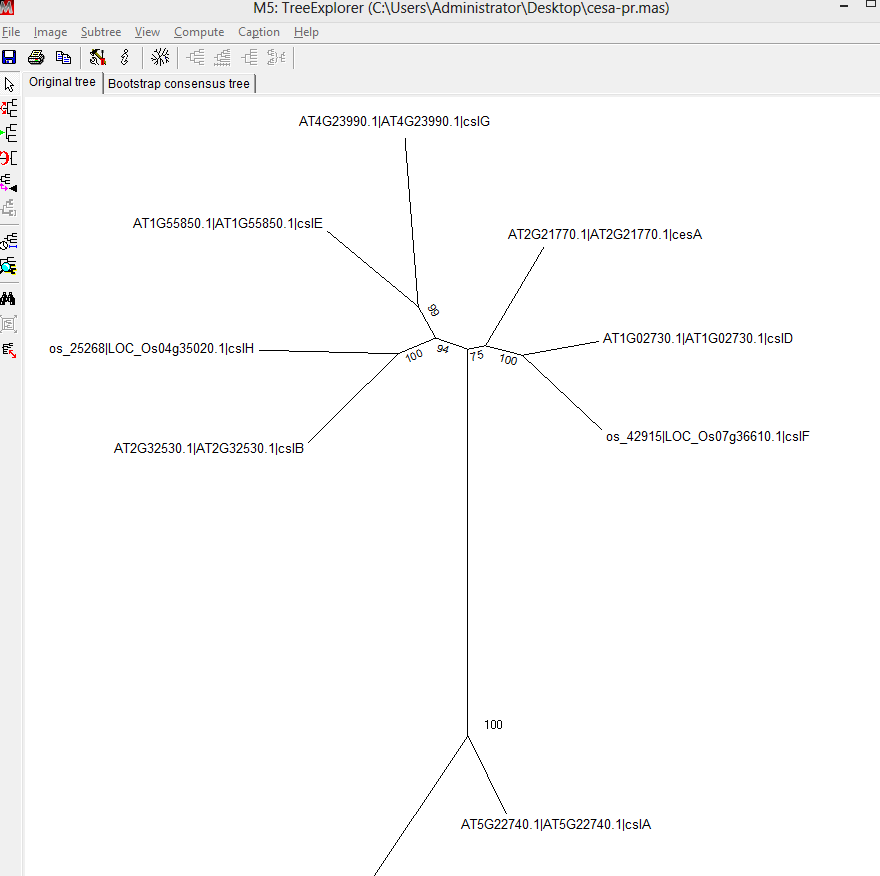 M5: TreeExplorer (C:\Users\Administrator\Desktop\cesa-pr.mas)
File Image Subtree View Compute Caption Help
Original tree Bootstrap consensus tree
AT4G23990.1|AT4G23990.1|cslG
AT1G55850.1|AT1G55850.1|cslE
AT2G21770.1|AT2G21770.1|cesA
99
AT1G02730.1|AT1G02730.1|cslD
os_25268|LOC_Os04g35020.1|cslH
100
94
75
100
os_42915|LOC_Os07g36610.1|cslF
AT2G32530.1|AT2G32530.1|cslB
100
AT5G22740.1|AT5G22740.1|cslA